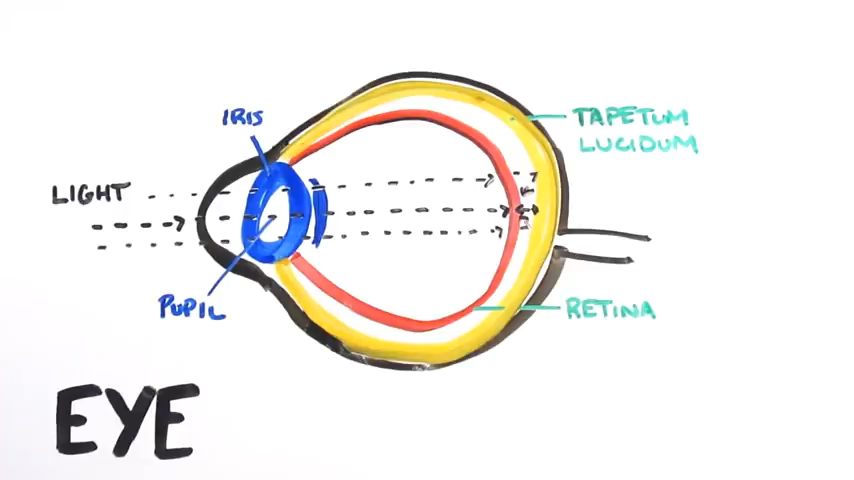 IRIS
TAPETUM
LUCIDUM
LIGHT
PUPIL
RETINA
EYE